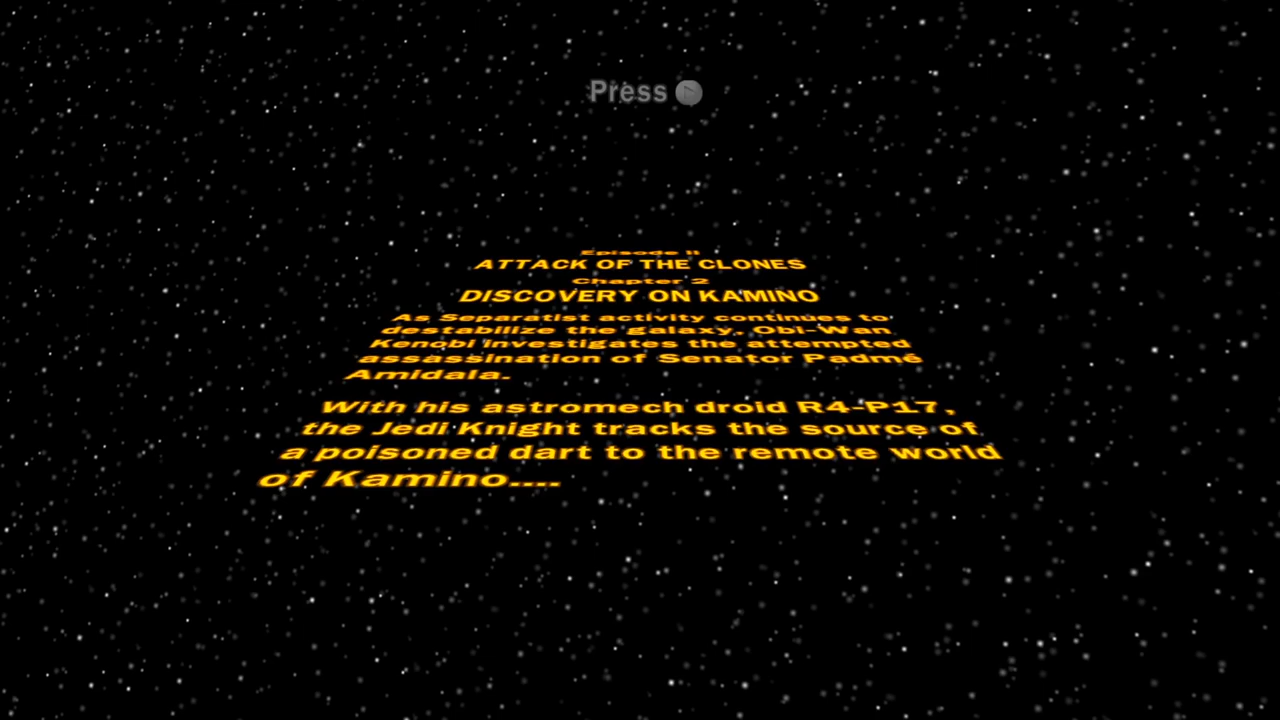 Press
Episode II
ATTACK OF THE CLONES
Chapter 2
DISCOVERY ON KAMINO
As Separatist activity continues to
destabilize the galaxy, Obi-Wan
Kenobi investigates the attempted
assassination of Senator Padmé
Amidala.
With his astromech droid R4-P17,
the Jedi Knight tracks the source of
a poisoned dart to the remote world
of Kamino....